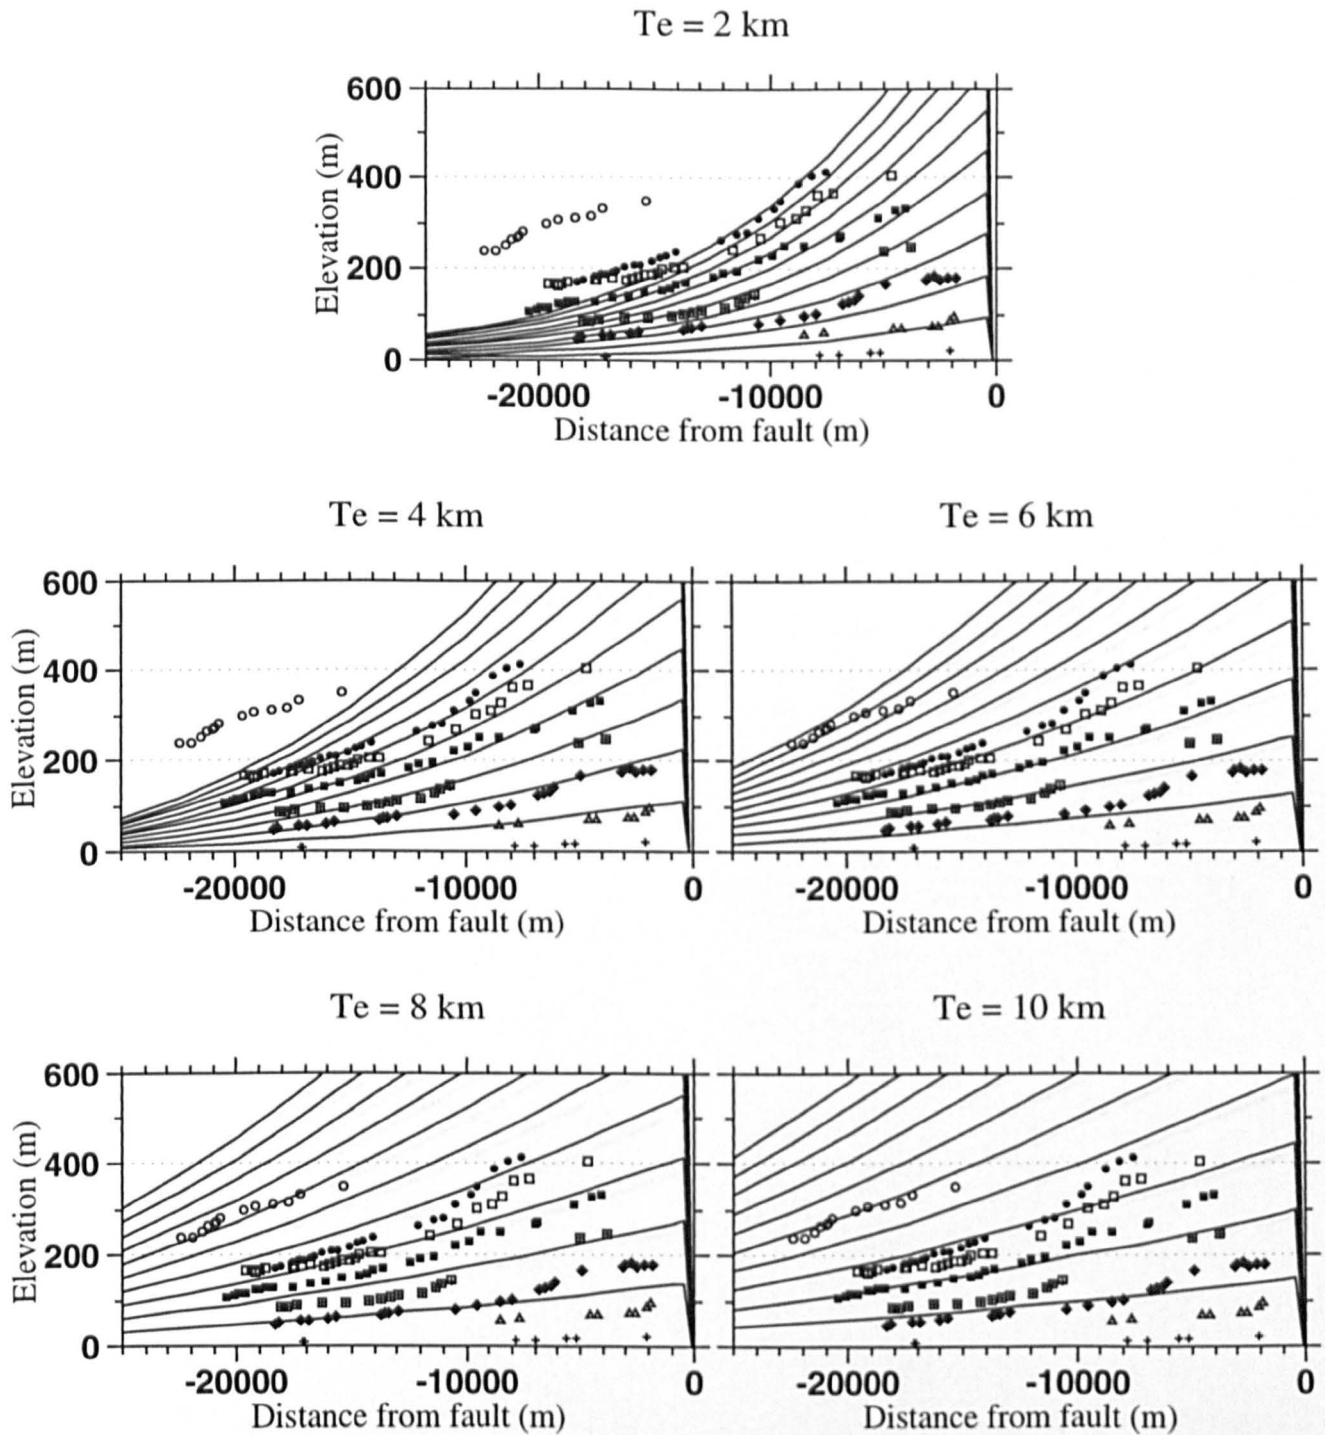 Te = 2 km
600
400
200
0
Elevation (m)
-20000 -10000 0
Distance from fault (m)
Te = 4 km
600
400
200
0
Elevation (m)
-20000 -10000 0
Distance from fault (m)
Te = 6 km
-20000 -10000 0
Distance from fault (m)
Te = 8 km
600
400
200
0
Elevation (m)
-20000 -10000 0
Distance from fault (m)
Te = 10 km
-20000 -10000 0
Distance from fault (m)